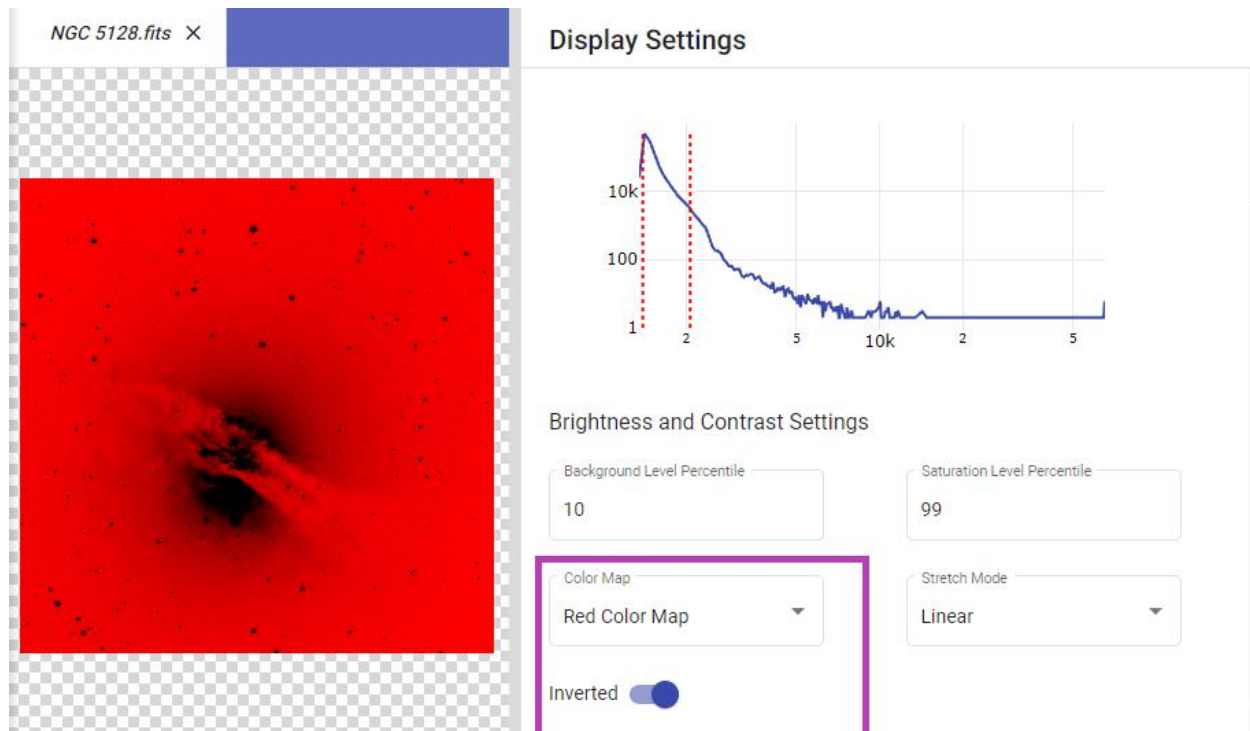 NGC 5128.fits ×
Display Settings
10k
100
1
2
5
10k
2
5
Brightness and Contrast Settings
Background Level Percentile
10
Saturation Level Percentile
99
Color Map
Red Color Map
Stretch Mode
Linear
Inverted